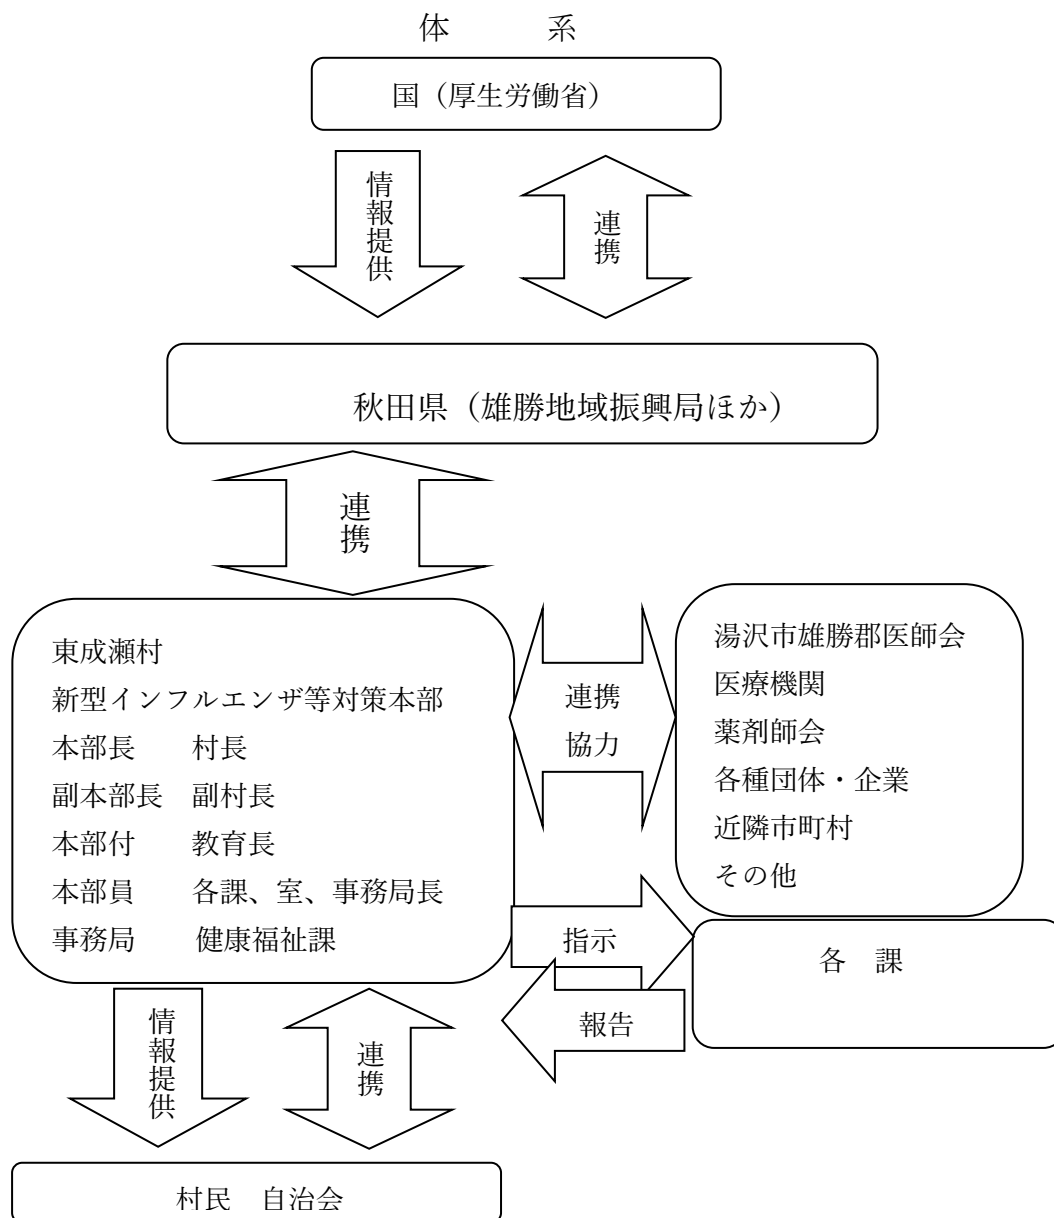 体　系
国（厚生労働省）
情報提供
連携
秋田県（雄勝地域振興局ほか）
連携
東成瀬村
新型インフルエンザ等対策本部
本部長　村長
副本部長　副村長
本部付　教育長
本部員　各課、室、事務局長
事務局　健康福祉課
連携
協力
湯沢市雄勝郡医師会
医療機関
薬剤師会
各種団体・企業
近隣市町村
その他
指示
報告
各　課
情報提供
連携
村民　自治会